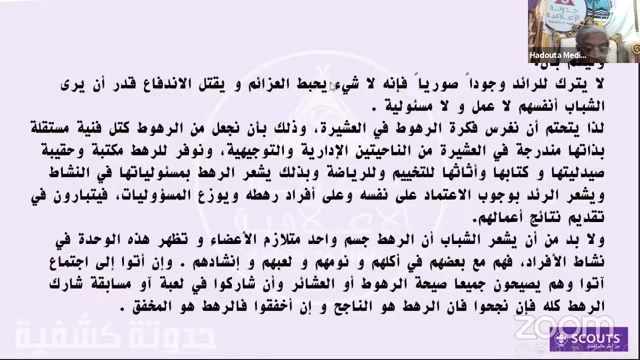 حدوتة
كشفية
Hadouta Medi...
لا يترك للرائد وجوداً صورياً فإنه لا شيء يحبط العزائم و يقتل الاندفاع قدر أن يرى
الشباب أنفسهم لا عمل و لا مسئولية .
لذا يتحتم أن نغرس فكرة الرهوط في العشيرة، وذلك بأن نجعل من الرهوط كتل فنية مستقلة
بذاتها مندرجة في العشيرة من الناحيتين الإدارية والتوجيهية، ونوفر للرهط مكتبة وحقيبة
صيدليتها و كتابها وأثاثها للتخييم وللرياضة وبذلك يشعر الرهط بمسئولياتها في النشاط
ويشعر الرئد بوجوب الاعتماد على نفسه وعلى أفراد رهطه ويوزع المسؤوليات، فيتبارون في
تقديم نتائج أعمالهم.
ولا بد من أن يشعر الشباب أن الرهط جسم واحد متلازم الأعضاء و تظهر هذه الوحدة في
نشاط الأفراد، فهم مع بعضهم في أكلهم و نومهم و لعبهم و إنشادهم . وإن أتوا إلى اجتماع
آتوا وهم يصيحون جميعا صيحة الرهوط أو العشائر وأن شاركوا في لعبة آو مسابقة شارك
الرهط كله فإن نجحوا فان الرهط هو الناجح و إن أخفقوا فالرهط هو المخفق .
حدوتة كشفية
zoom
SCOUTS